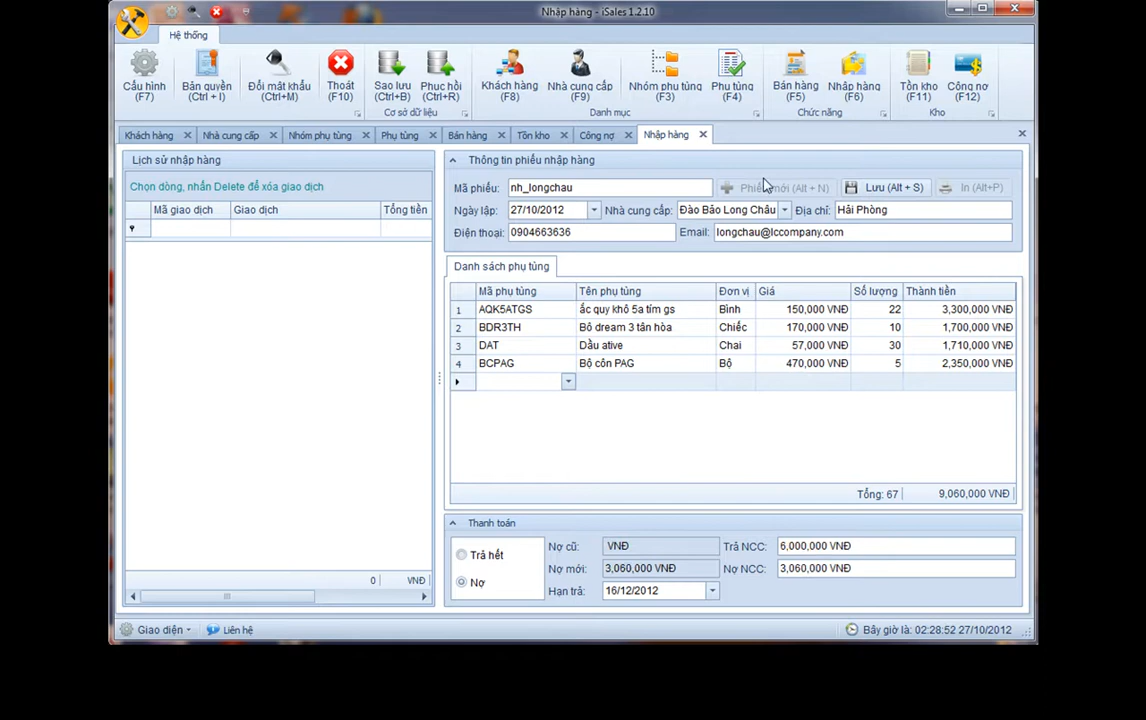 Nhập hàng - iSales 1.2.10
Hệ thống
Cấu hình (F7)
Bản quyền (Ctrl + I)
Đổi mật khẩu (Ctrl+M)
Thoát (F10)
Sao lưu (Ctrl+B)
Phục hồi (Ctrl+R)
Khách hàng (F8)
Nhà cung cấp (F9)
Nhóm phụ tùng (F3)
Phụ tùng (F4)
Bán hàng (F5)
Nhập hàng (F6)
Tồn kho (F11)
Công nợ (F12)
Cơ sở dữ liệu
Danh mục
Chức năng
Kho
Khách hàng
Nhà cung cấp
Nhóm phụ tùng
Phụ tùng
Bán hàng
Tồn kho
Công nợ
Nhập hàng
Lịch sử nhập hàng
Chọn dòng, nhấn Delete để xóa giao dịch
Mã giao dịch Giao dịch Tổng tiền
0 VNĐ
Thông tin phiếu nhập hàng
Mã phiếu: nh_longchau mới (Alt + N) Lưu (Alt + S) In (Alt+P)
Ngày lập: 27/10/2012 Nhà cung cấp: Đào Bảo Long Châu Địa chỉ: Hải Phòng
Điện thoại: 0904663636 Email: longchau@lccompany.com
Danh sách phụ tùng
Mã phụ tùng Tên phụ tùng Đơn vị Giá Số lượng Thành tiền
1 AQK5ATGS ắc quy khô 5a tím gs Bình 150,000 VNĐ 22 3,300,000 VNĐ
2 BDR3TH Bô dream 3 tân hòa Chiếc 170,000 VNĐ 10 1,700,000 VNĐ
3 DAT Dầu ative Chai 57,000 VNĐ 30 1,710,000 VNĐ
4 BCPAG Bộ côn PAG Bộ 470,000 VNĐ 5 2,350,000 VNĐ
Tổng: 67 9,060,000 VNĐ
Thanh toán
Trả hết
Nợ
Nợ cũ: VNĐ Trả NCC: 6,000,000 VNĐ
Nợ mới: 3,060,000 VNĐ Nợ NCC: 3,060,000 VNĐ
Hạn trả: 16/12/2012
Giao diện Liên hệ Bây giờ là: 02:28:52 27/10/2012